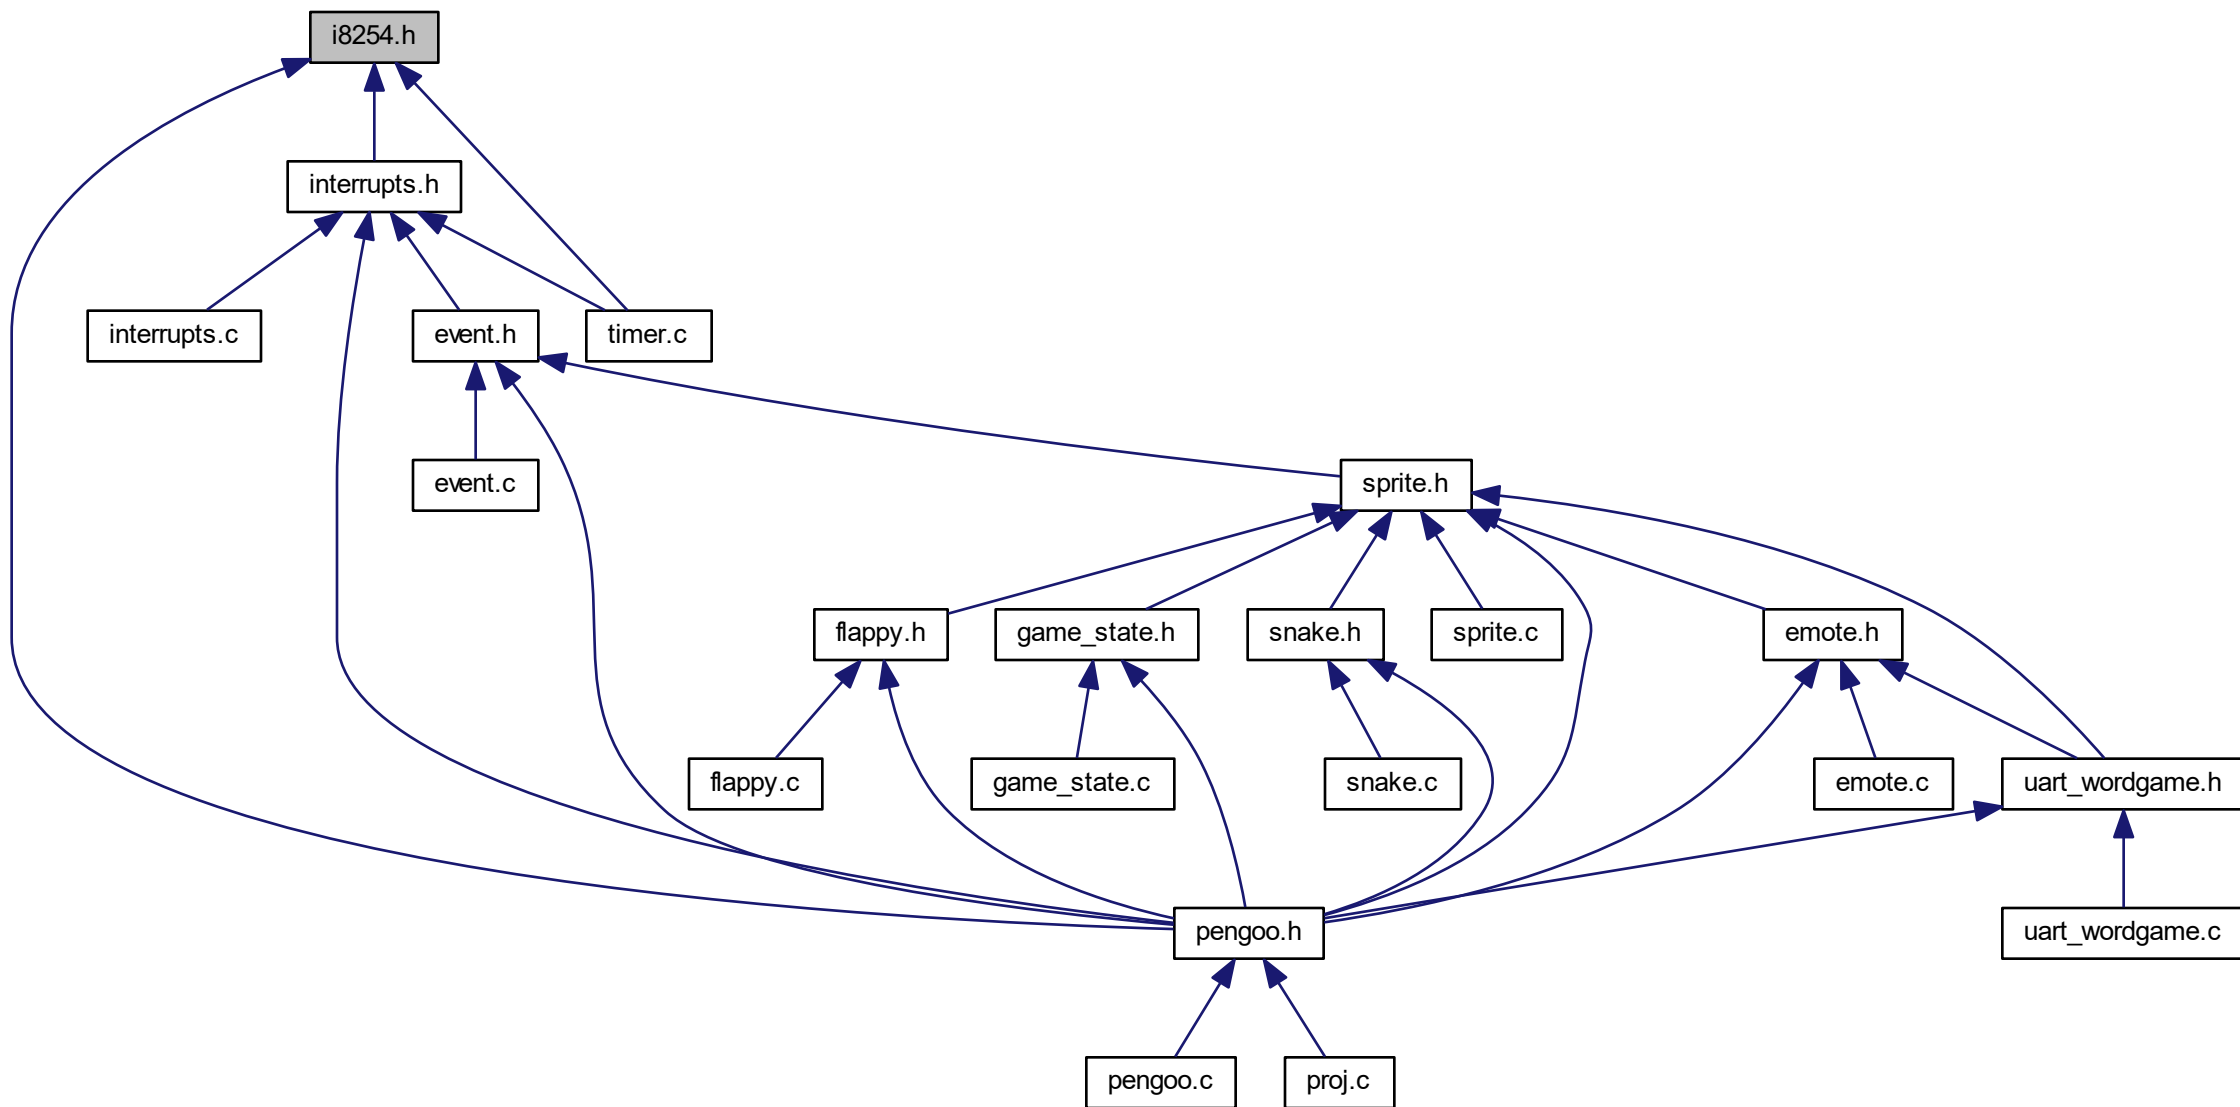 i8254.h
interrupts.h
interrupts.c
event.h
timer.c
event.c
sprite.h
flappy.h
game_state.h
snake.h
sprite.c
emote.h
flappy.c
game_state.c
snake.c
emote.c
uart_wordgame.h
pengoo.h
uart_wordgame.c
pengoo.c
proj.c